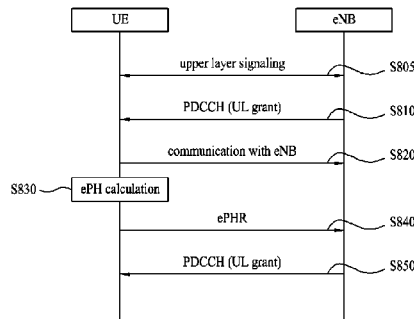 UE
eNB
upper layer signaling
S805
PDCCH (UL grant)
S810
communication with eNB
S820
S830
ePH calculation
ePHR
S840
PDCCH (UL grant)
S850